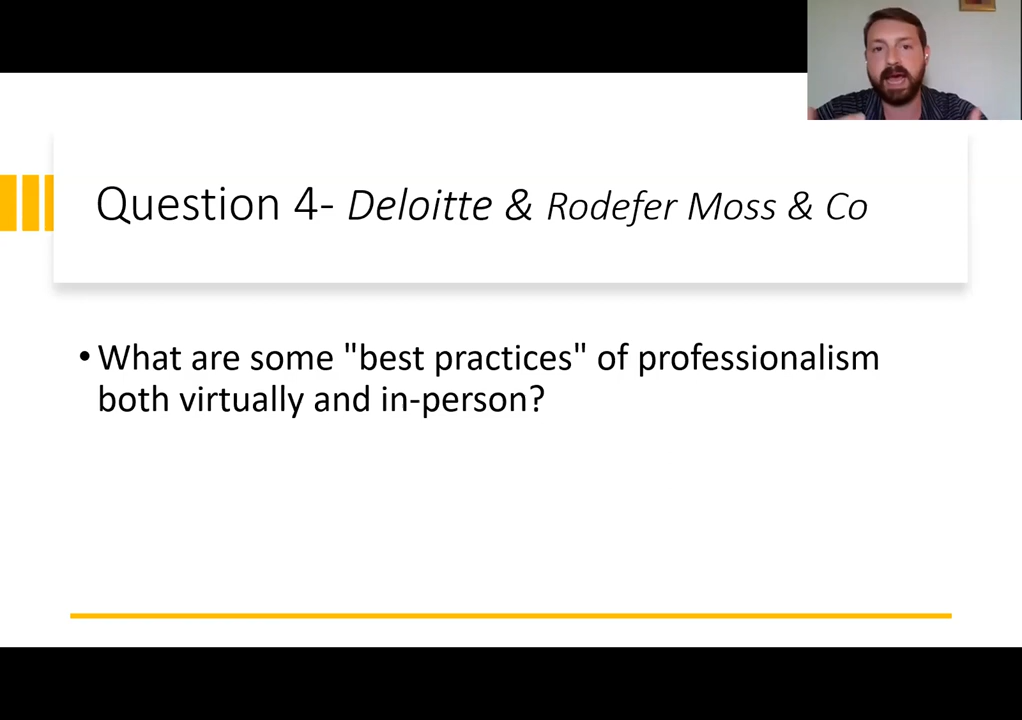 Question 4- Deloitte & Rodefer Moss & Co
• What are some "best practices" of professionalism
both virtually and in-person?